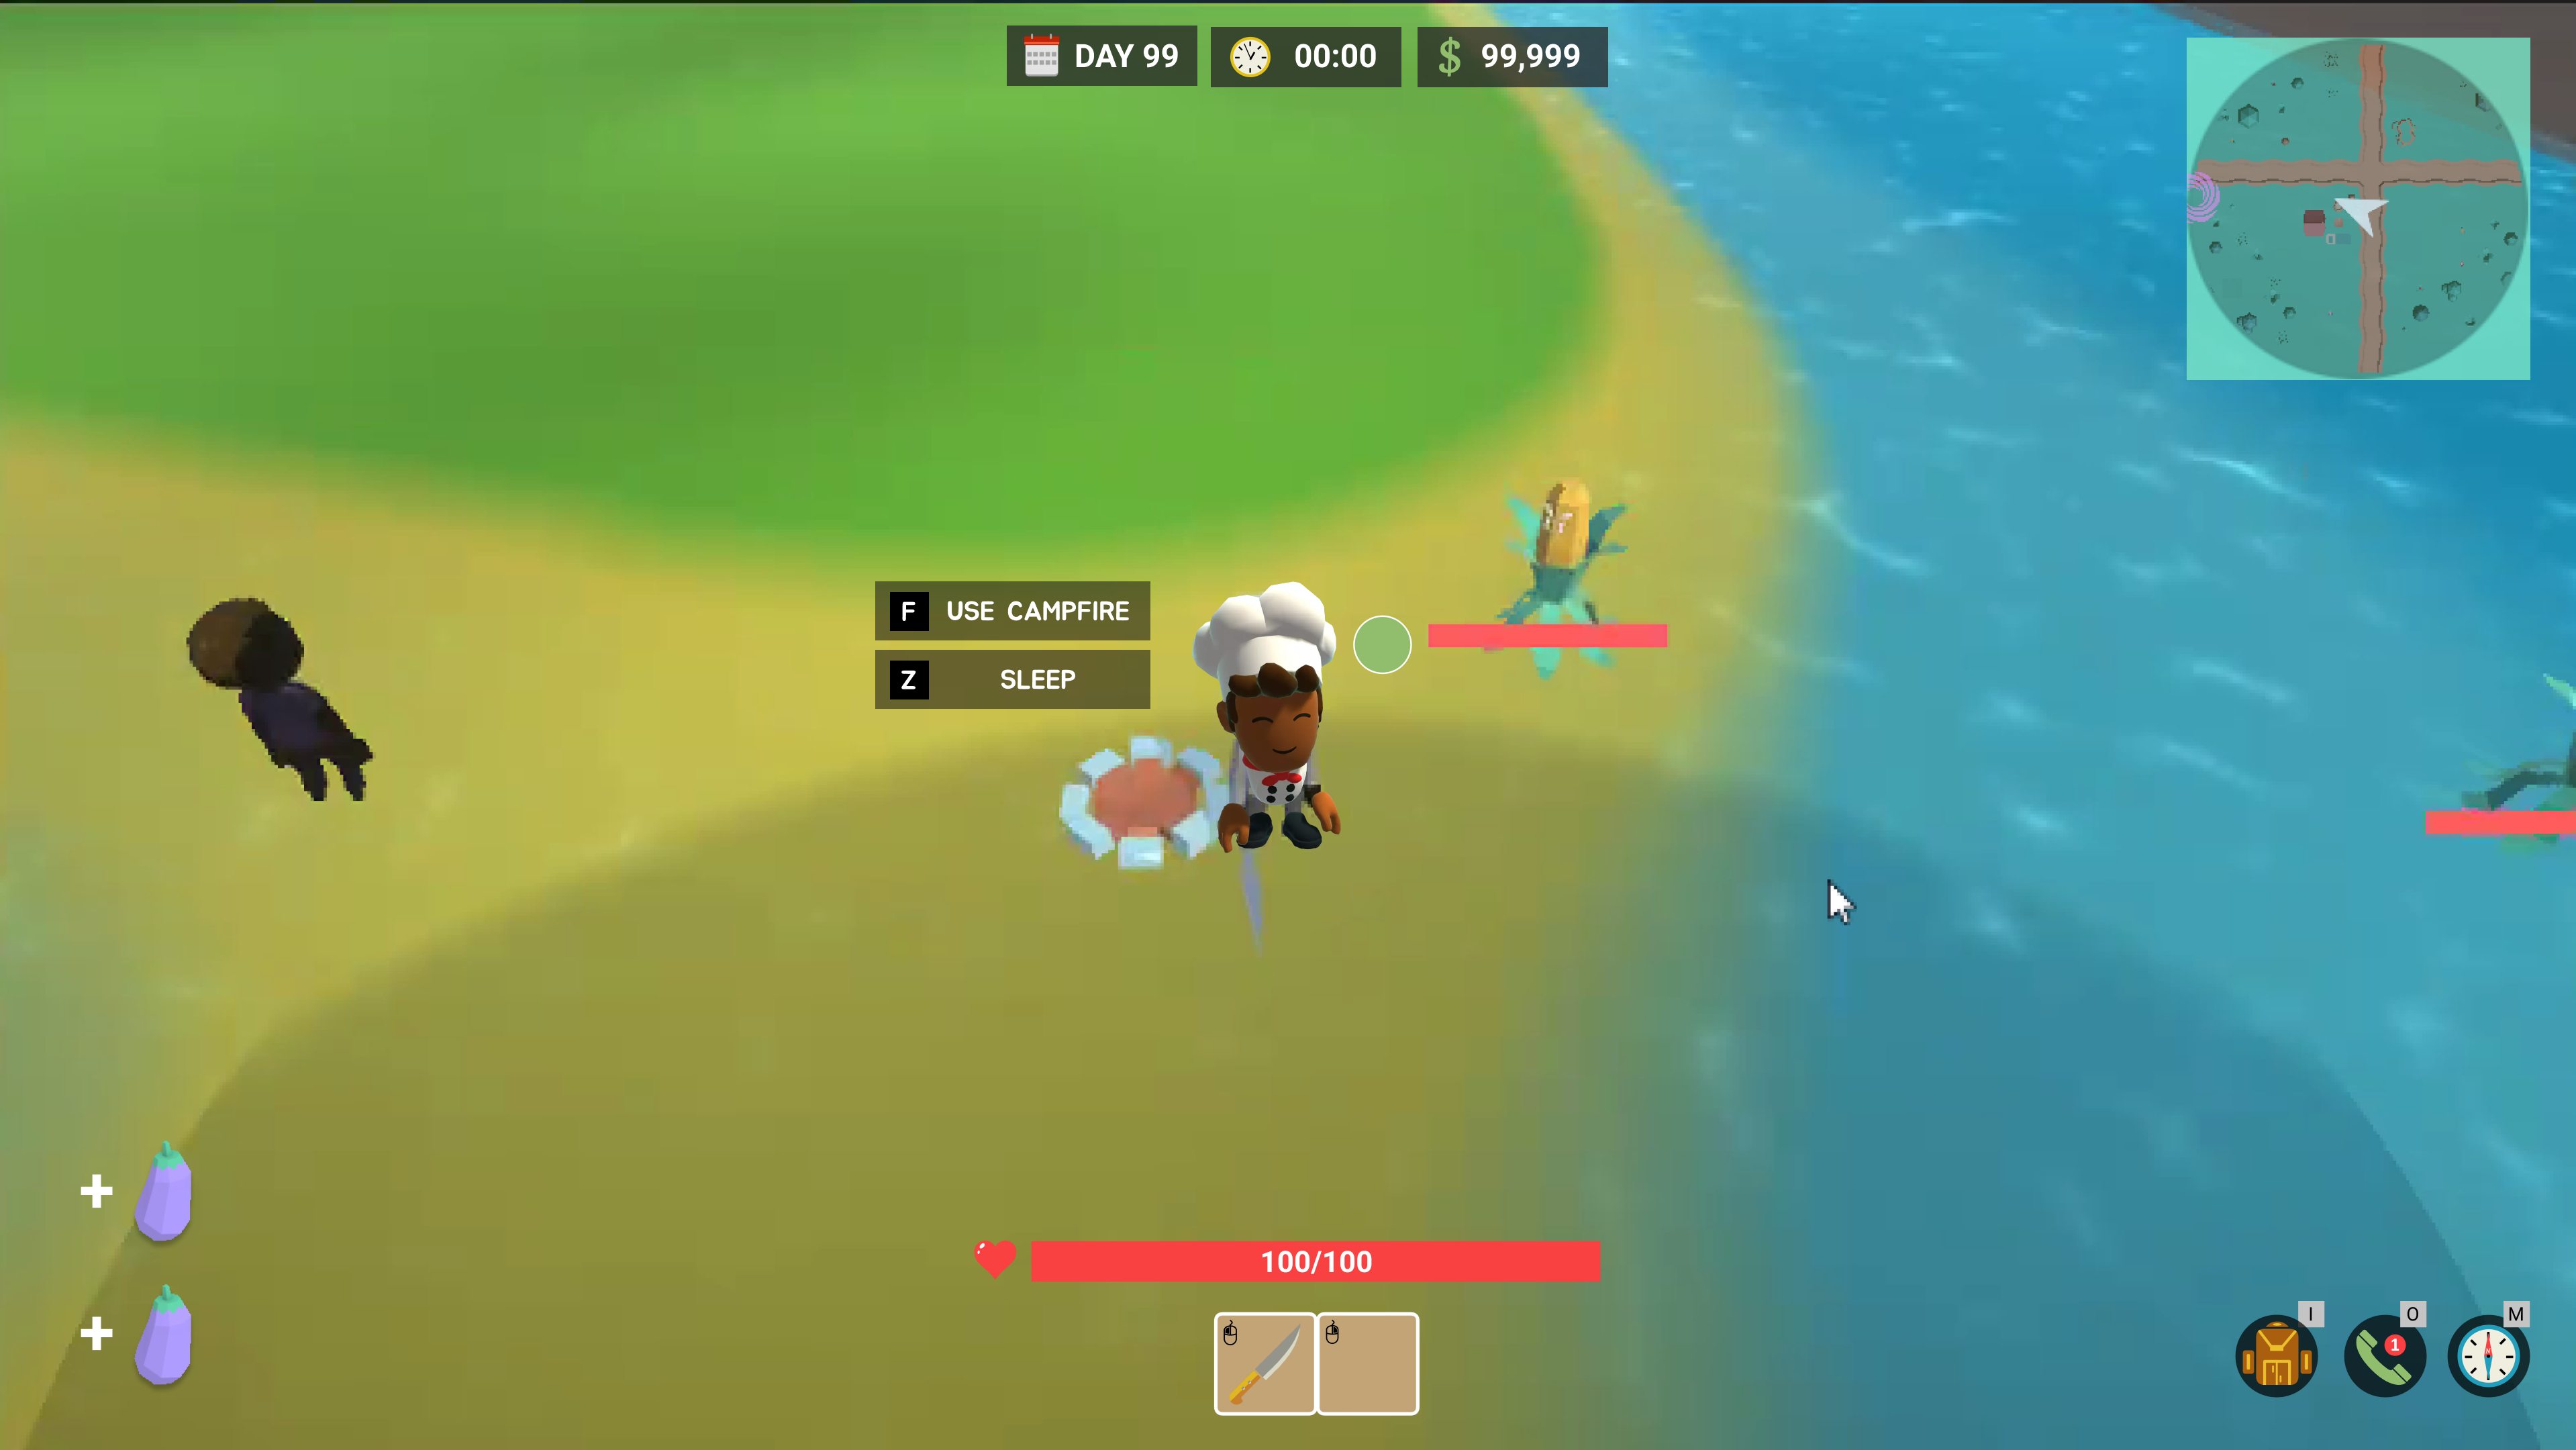 DAY 99
00:00
$ 99,999
F USE CAMPFIRE
Z SLEEP
100/100
I
O
M
1